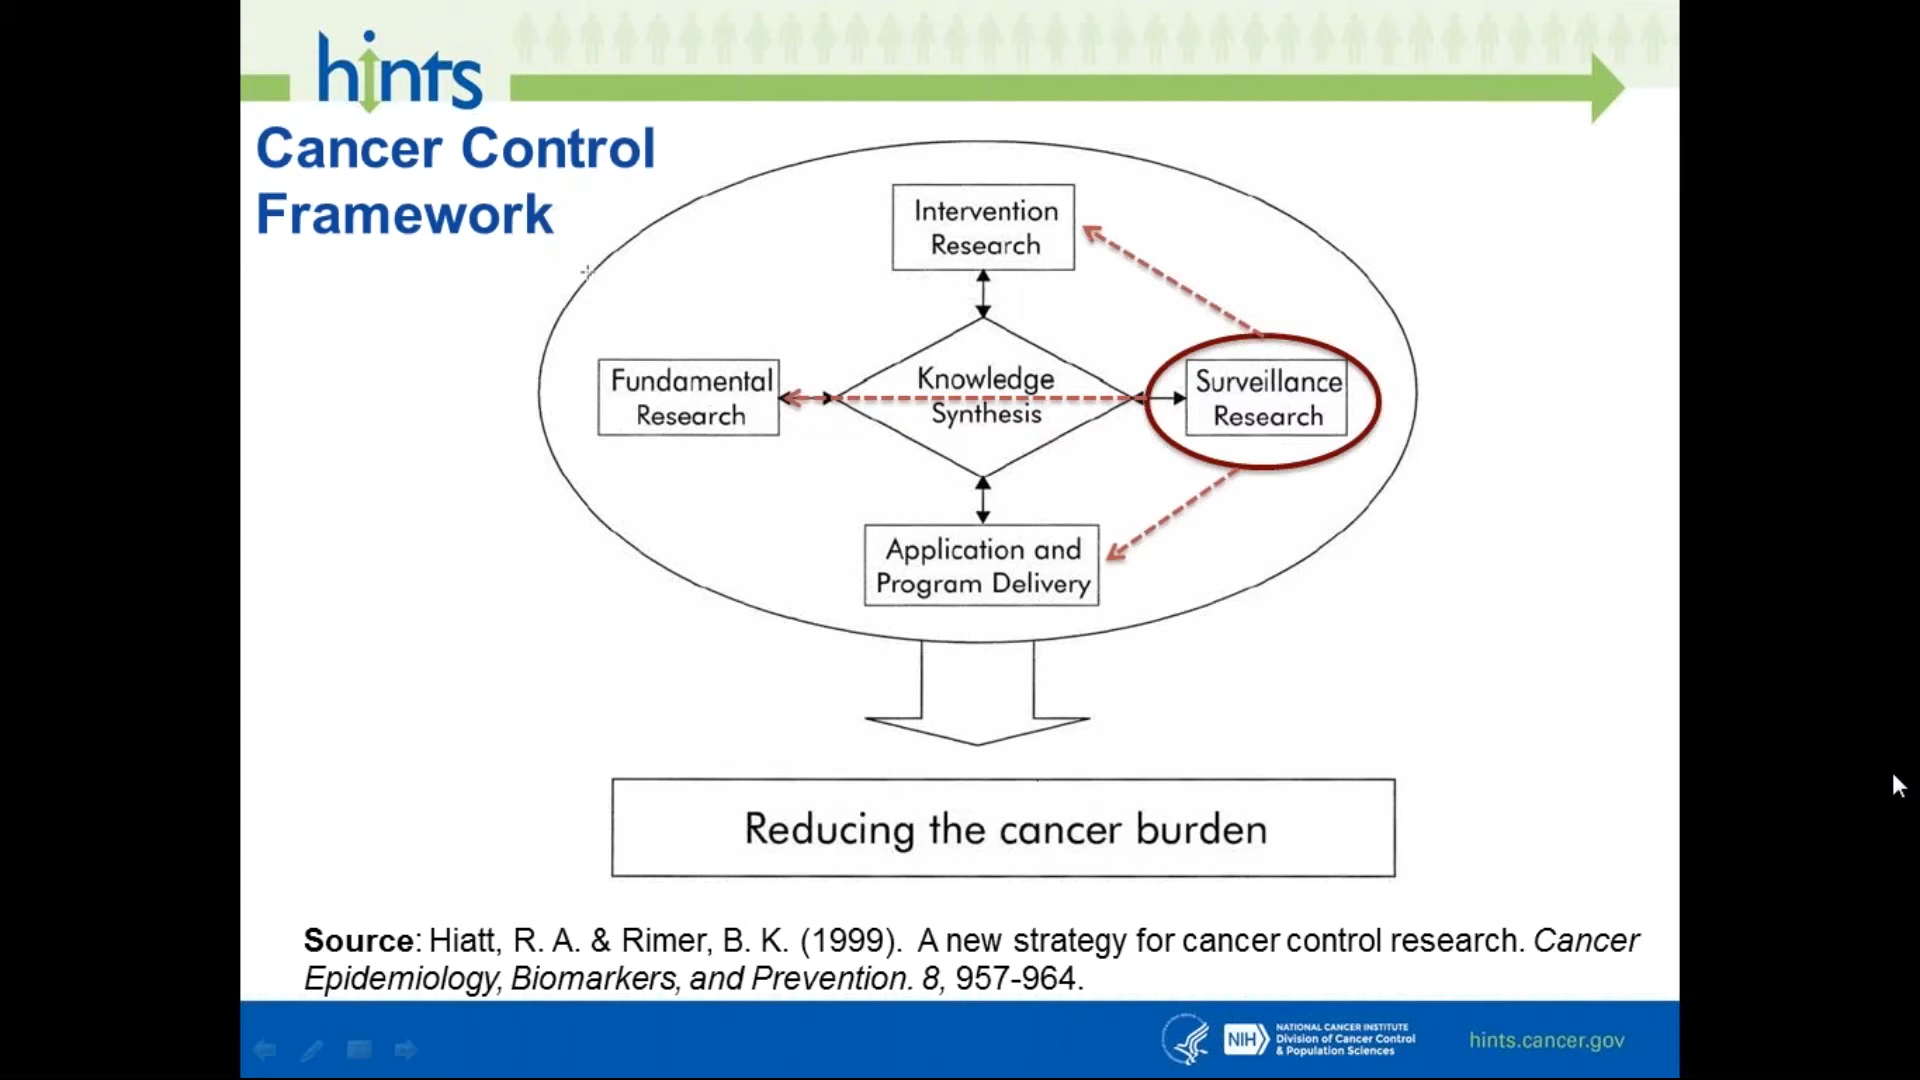 hints
Cancer Control
Framework
Intervention
Research
Fundamental
Research
Knowledge
Synthesis
Surveillance
Research
Application and
Program Delivery
Reducing the cancer burden
Source: Hiatt, R. A. & Rimer, B. K. (1999). A new strategy for cancer control research. Cancer
Epidemiology, Biomarkers, and Prevention. 8, 957-964.
NIH
NATIONAL CANCER INSTITUTE
Division of Cancer Control
& Population Sciences
hints.cancer.gov